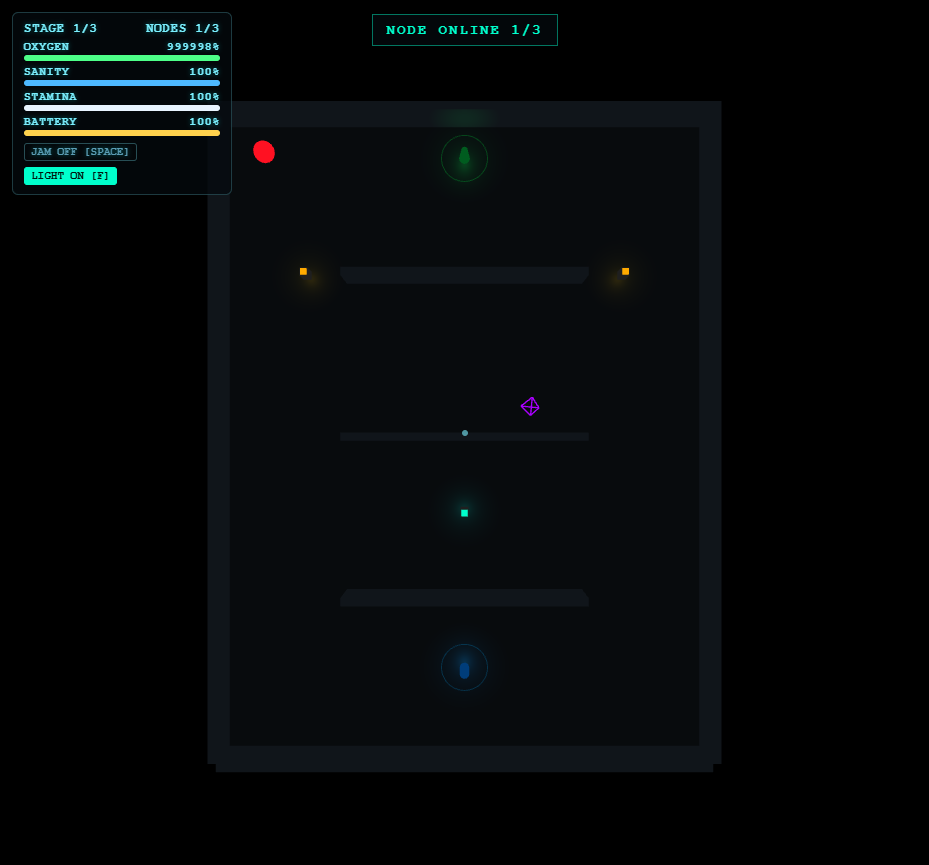 STAGE 1/3 NODES 1/3
OXYGEN 999998%
SANITY 100%
STAMINA 100%
BATTERY 100%
JAM OFF [SPACE]
LIGHT ON [F]
NODE ONLINE 1/3